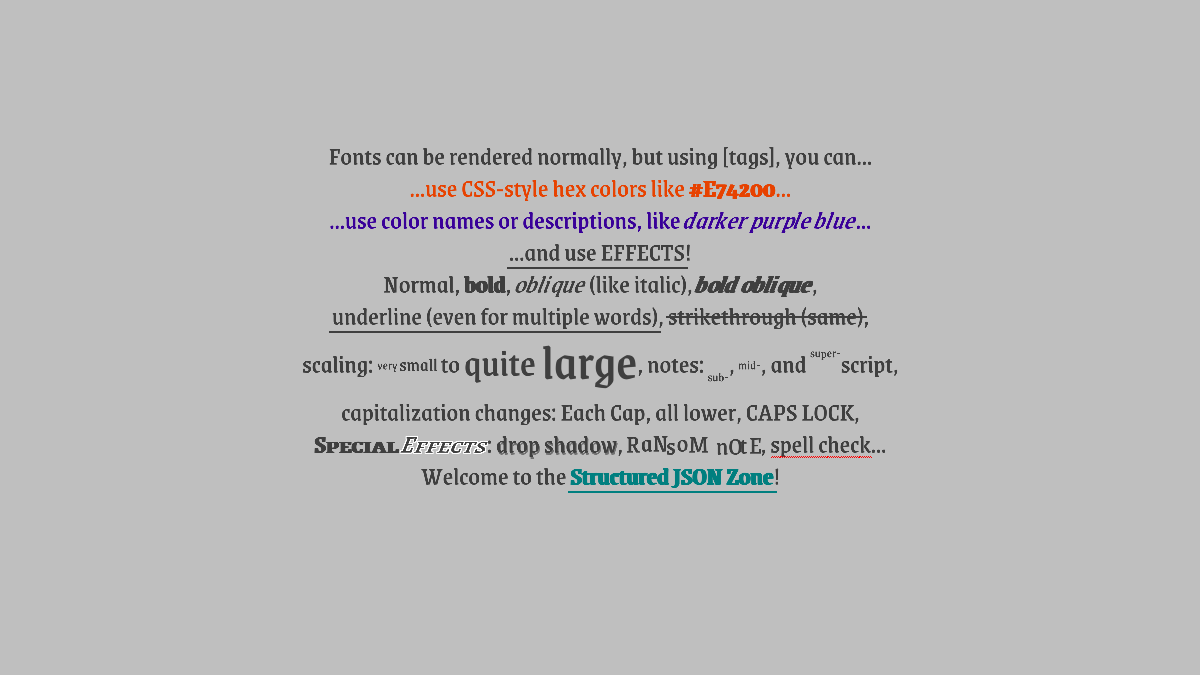 Fonts can be rendered normally, but using [tags], you can...
...use CSS-style hex colors like #E74200...
...use color names or descriptions, like darker purple blue...
...and use EFFECTS!
Normal, bold, oblique (like italic), bold oblique,
underline (even for multiple words), strikethrough (same),
scaling: very small to quite large, notes: sub-, mid-, and super-script,
capitalization changes: Each Cap, all lower, CAPS LOCK,
SPECIAL EFFECTS: drop shadow, RaNsoM nOtE, spell check...
Welcome to the Structured JSON Zone!